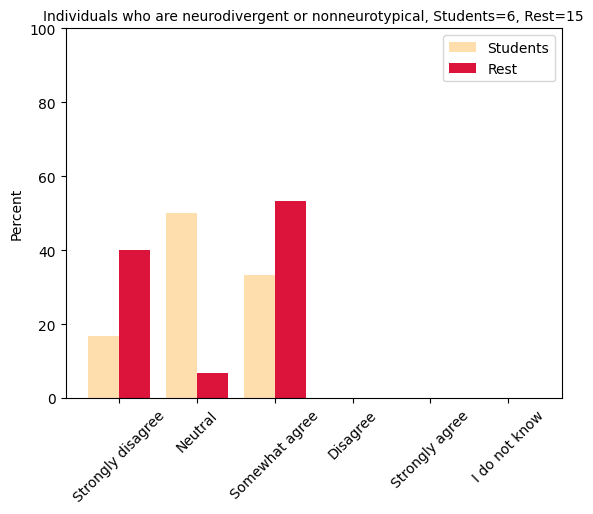 Individuals who are neurodivergent or nonneurotypical, Students=6, Rest=15
100
80
60
40
20
0
Percent
Students
Rest
Strongly disagree
Neutral
Somewhat agree
Disagree
Strongly agree
I do not know